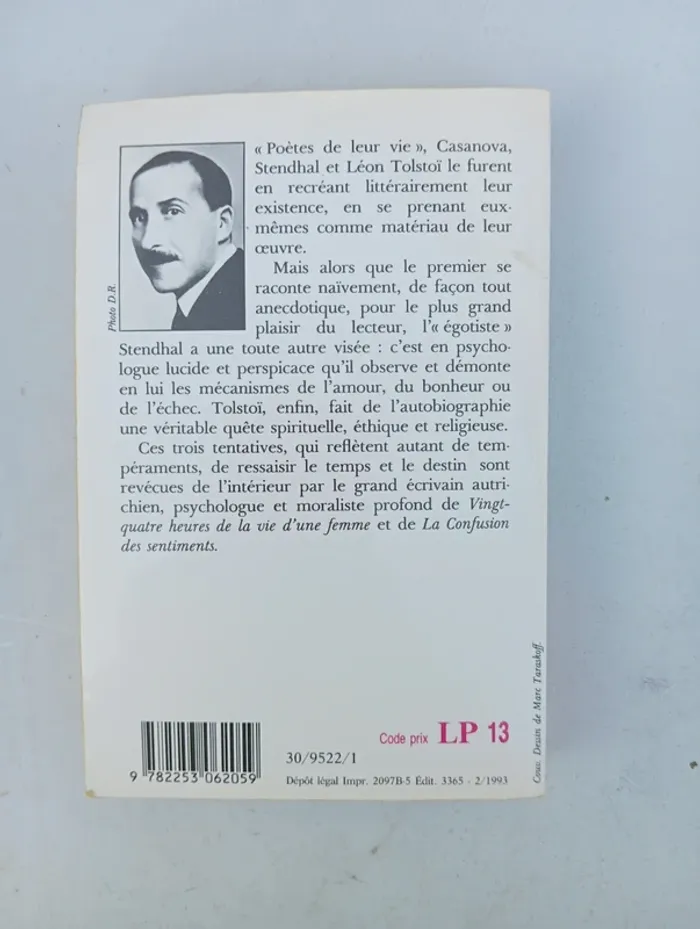 « Poètes de leur vie », Casanova,
Stendhal et Léon Tolstoï le furent
en recréant littérairement leur
existence, en se prenant eux-
mêmes comme matériau de leur
œuvre.
Mais alors que le premier se
raconte naïvement, de façon tout
anecdotique, pour le plus grand
plaisir du lecteur, l'« égotiste »
Stendhal a une toute autre visée : c'est en psycho-
logue lucide et perspicace qu'il observe et démonte
en lui les mécanismes de l'amour, du bonheur ou
de l'échec. Tolstoï, enfin, fait de l'autobiographie
une véritable quête spirituelle, éthique et religieuse.
Ces trois tentatives, qui reflètent autant de tem-
péraments, de ressaisir le temps et le destin sont
revécues de l'intérieur par le grand écrivain autri-
chien, psychologue et moraliste profond de Vingt-
quatre heures de la vie d'une femme et de La Confusion
des sentiments.
Photo D.R.
Code prix LP 13
30/9522/1
9 782253 062059
Dépôt légal Impr. 2097B-5 Édit. 3365 - 2/1993
Couv. Dessin de Marc Taraskoff.